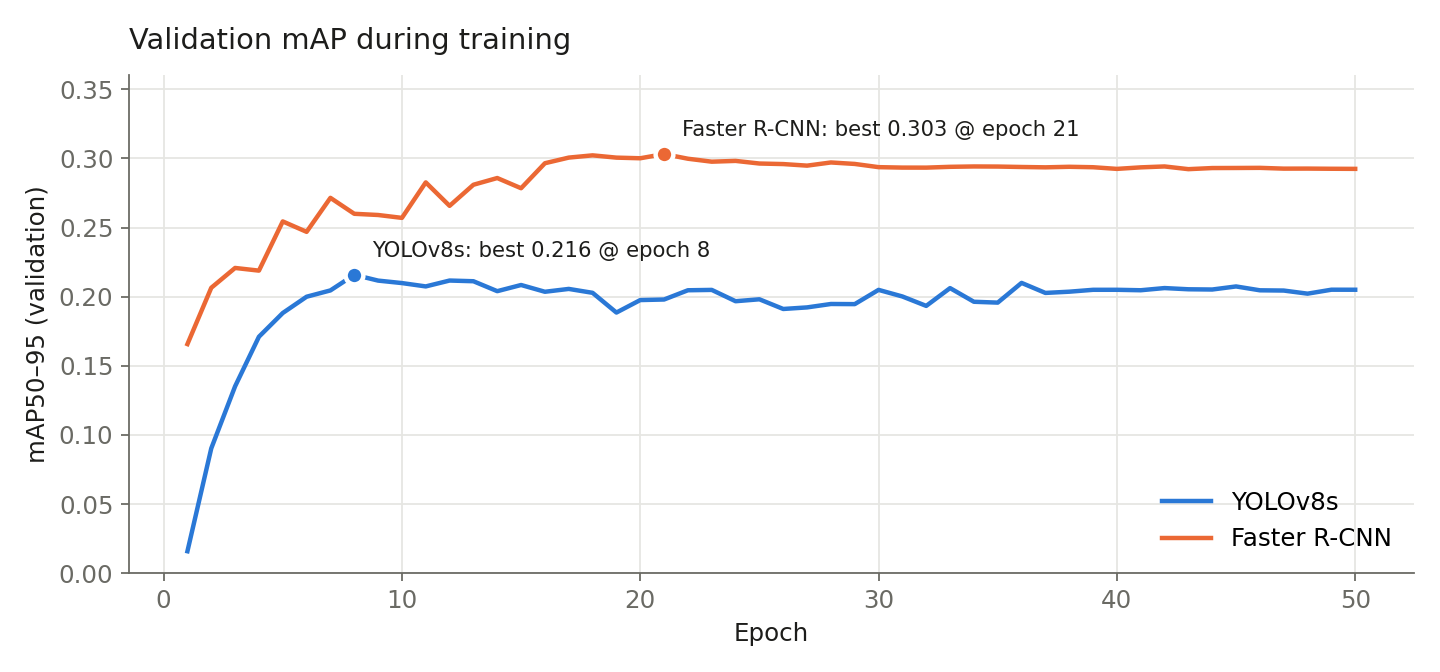 Validation mAP during training
mAP50–95 (validation)
0.35
0.30
0.25
0.20
0.15
0.10
0.05
0.00
Faster R-CNN: best 0.303 @ epoch 21
YOLOv8s: best 0.216 @ epoch 8
YOLOv8s
Faster R-CNN
0 10 20 30 40 50
Epoch